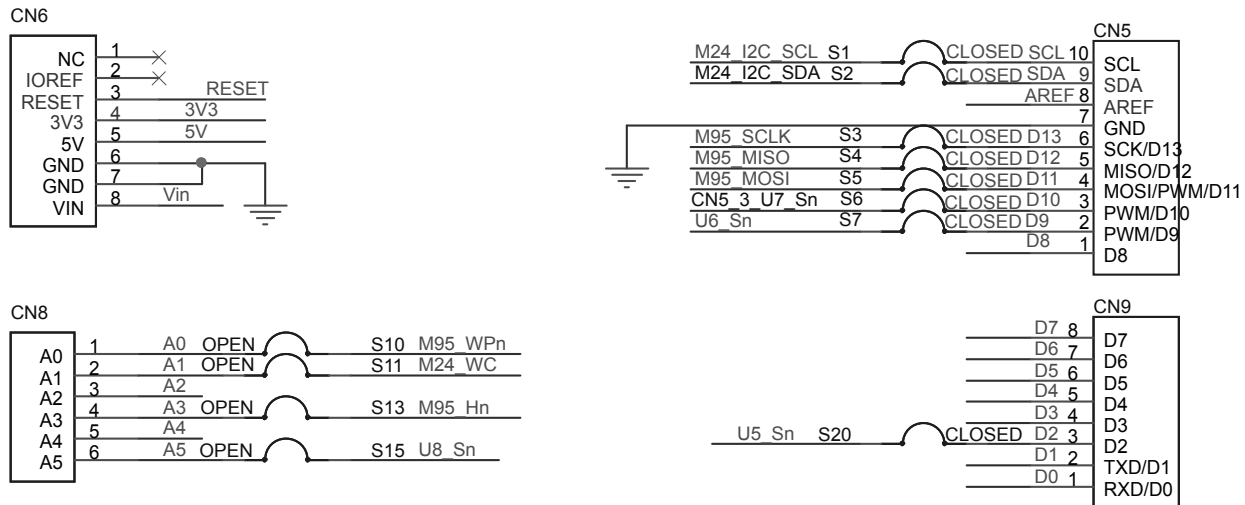 CN6
NC 1
IOREF 2
RESET 3 RESET
3V3 4 3V3
5V 5 5V
GND 6
GND 7
VIN 8 Vin
CN5
M24_I2C_SCL S1 CLOSED SCL 10 SCL
M24_I2C_SDA S2 CLOSED SDA 9 SDA
AREF 8 AREF
7 GND
M95_SCLK S3 CLOSED D13 6 SCK/D13
M95_MISO S4 CLOSED D12 5 MISO/D12
M95_MOSI S5 CLOSED D11 4 MOSI/PWM/D11
CN5_3_U7_Sn S6 CLOSED D10 3 PWM/D10
U6_Sn S7 CLOSED D9 2 PWM/D9
D8 1 D8
CN8
A0 1 A0 OPEN S10 M95_WPn
A1 2 A1 OPEN S11 M24_WC
A2 3 A2
A3 4 A3 OPEN S13 M95_Hn
A4 5 A4
A5 6 A5 OPEN S15 U8_Sn
CN9
D7 8 D7
D6 7 D6
D5 6 D5
D4 5 D4
D3 4 D3
U5_Sn S20 CLOSED D2 3 D2
D1 2 TXD/D1
D0 1 RXD/D0